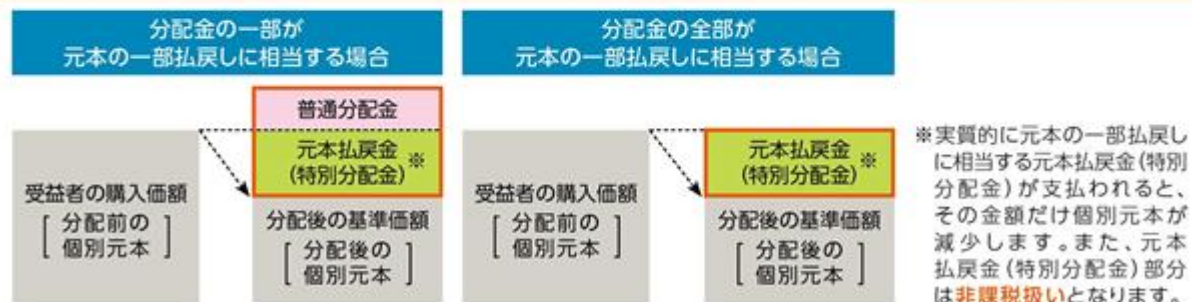 分配金の一部が
元本の一部払戻しに相当する場合
普通分配金
元本払戻金
(特別分配金) ※
受益者の購入価額
[ 分配前の
個別元本 ]
分配後の基準価額
[ 分配後の
個別元本 ]
分配金の全部が
元本の一部払戻しに相当する場合
元本払戻金
(特別分配金) ※
受益者の購入価額
[ 分配前の
個別元本 ]
分配後の基準価額
[ 分配後の
個別元本 ]
※実質的に元本の一部払戻し
に相当する元本払戻金(特別
分配金)が支払われると、
その金額だけ個別元本が
減少します。また、元本
払戻金(特別分配金)部分
は非課税扱いとなります。